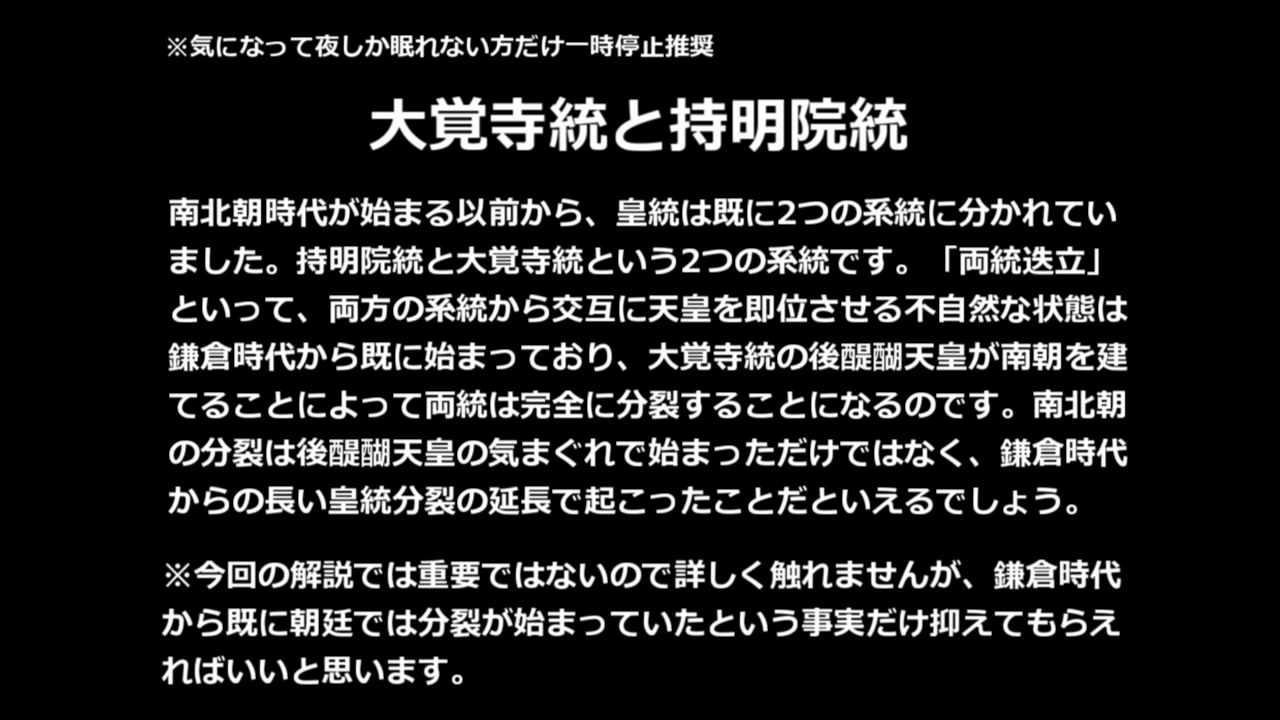 ※気になって夜しか眠れない方だけ一時停止推奨
大覚寺統と持明院統
南北朝時代が始まる以前から、皇統は既に2つの系統に分かれてい
ました。持明院統と大覚寺統という2つの系統です。「両統迭立」
といって、両方の系統から交互に天皇を即位させる不自然な状態は
鎌倉時代から既に始まっており、大覚寺統の後醍醐天皇が南朝を建
てることによって両統は完全に分裂することになるのです。南北朝
の分裂は後醍醐天皇の気まぐれで始まっただけではなく、鎌倉時代
からの長い皇統分裂の延長で起こったことだといえるでしょう。
※今回の解説では重要ではないので詳しく触れませんが、鎌倉時代
から既に朝廷では分裂が始まっていたという事実だけ抑えてもらえ
ればいいと思います。